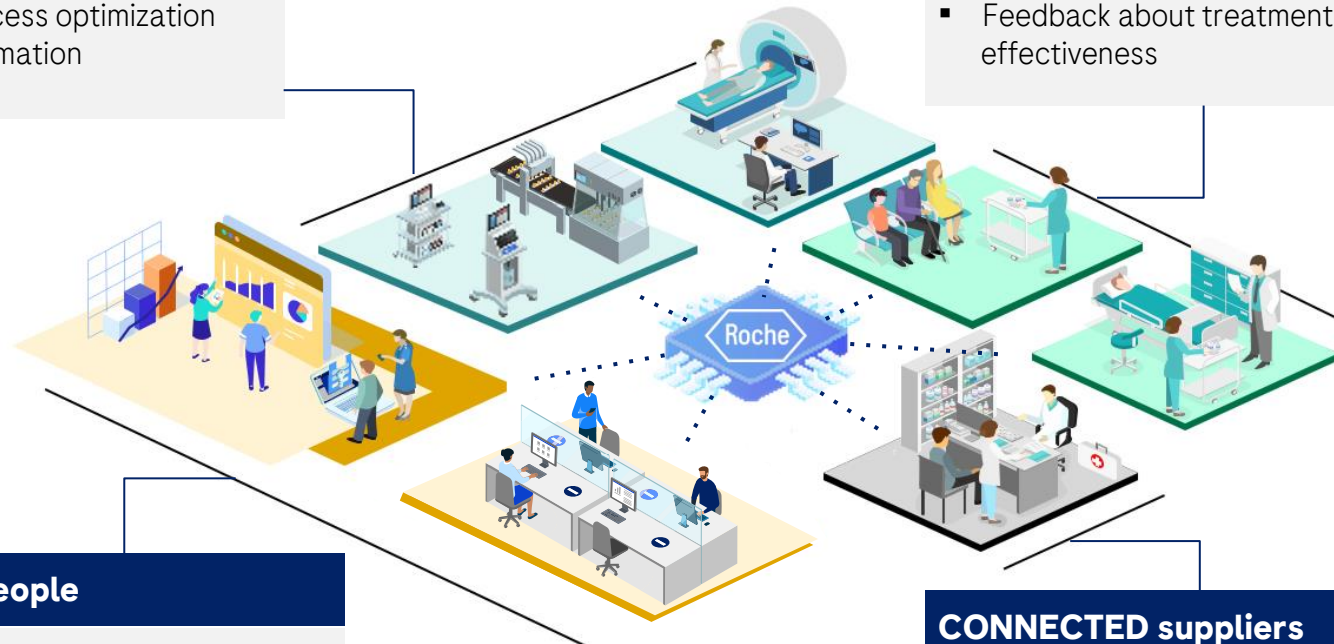 cess optimization
mation
▪ Feedback about treatment
effectiveness
Roche
eople
CONNECTED suppliers